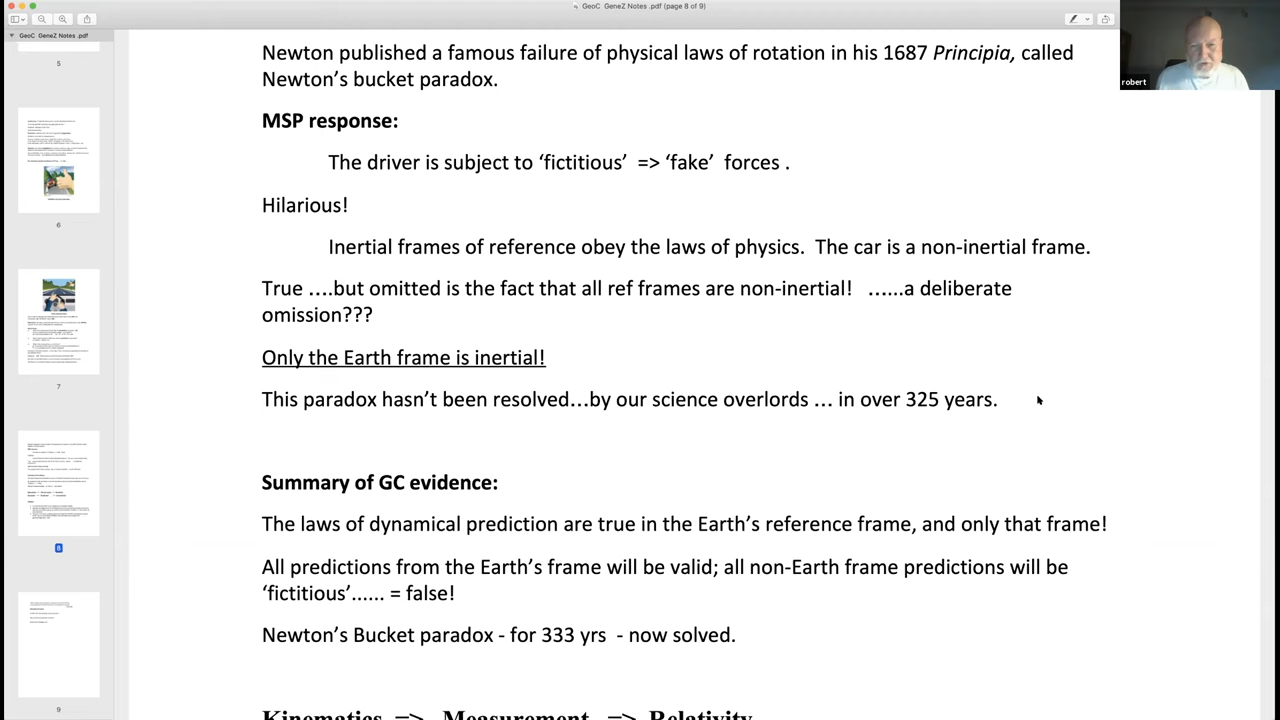 GeoC GeneZ Notes .pdf (page 8 of 9)
GeoC GeneZ Notes .pdf
5
6
7
8
9
robert
Newton published a famous failure of physical laws of rotation in his 1687 Principia, called
Newton’s bucket paradox.
MSP response:
The driver is subject to ‘fictitious’ => ‘fake’ forces .
Hilarious!
Inertial frames of reference obey the laws of physics. The car is a non-inertial frame.
True ....but omitted is the fact that all ref frames are non-inertial! ......a deliberate
omission???
Only the Earth frame is inertial!
This paradox hasn’t been resolved...by our science overlords ... in over 325 years.
Summary of GC evidence:
The laws of dynamical prediction are true in the Earth’s reference frame, and only that frame!
All predictions from the Earth’s frame will be valid; all non-Earth frame predictions will be
‘fictitious’...... = false!
Newton’s Bucket paradox - for 333 yrs - now solved.
Kinematics => Measurement => Relativity